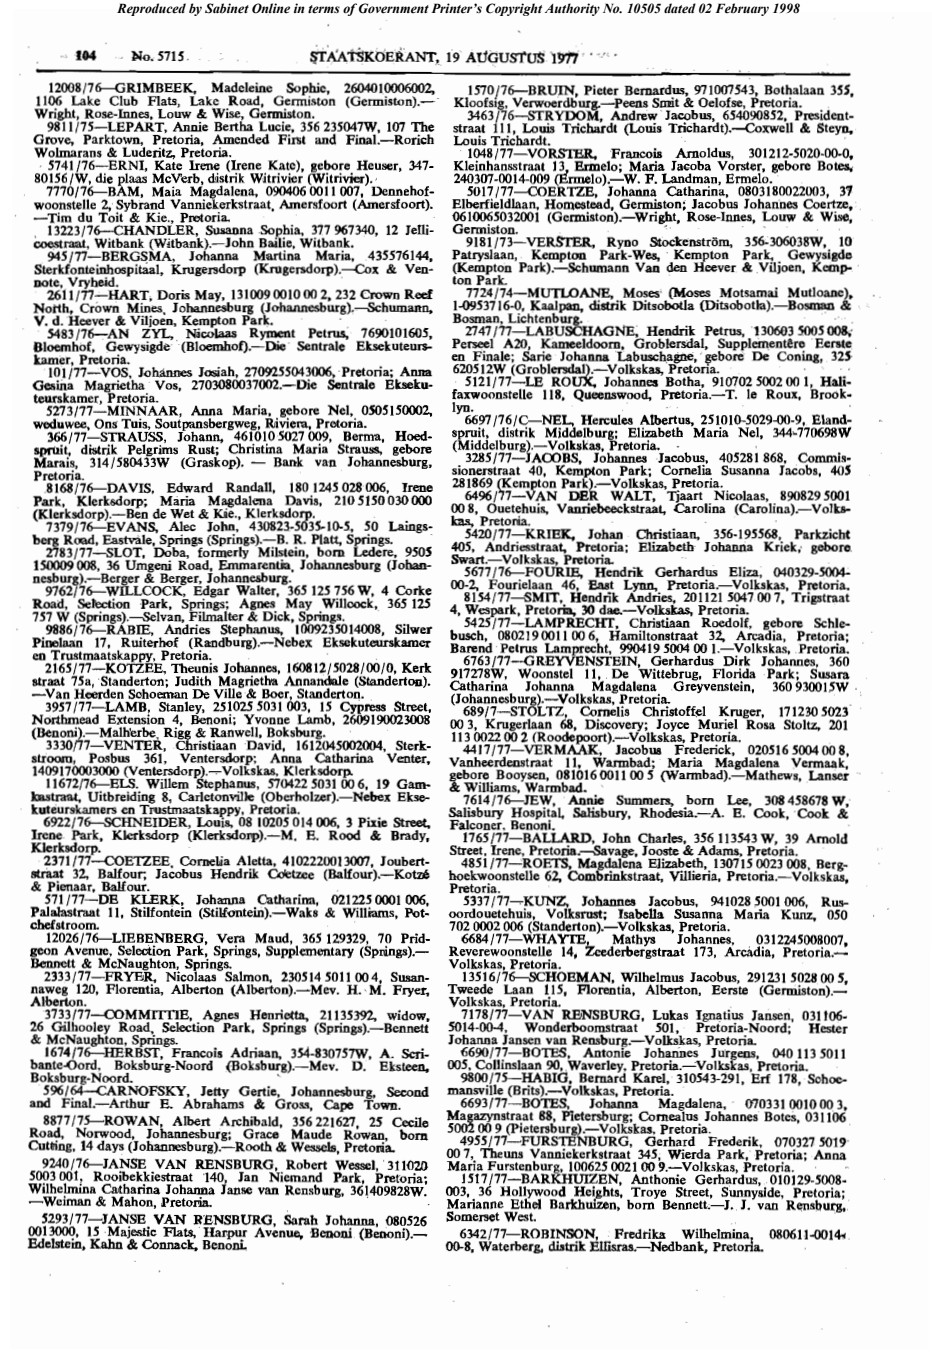 Reproduced by Sabinet Online in terms of Government Printer's Copyright Authority No. 10505 dated 02 February 1998
104 No. 5715 STAATSKOERANT, 19 AUGUSTUS 1977
12008/76—GRIMBEEK, Madeleine Sophie, 2604010006002,
1106 Lake Club Flats, Lake Road, Germiston (Germiston).—
Wright, Rose-Innes, Louw & Wise, Germiston.
9811/75—LEPART, Annie Bertha Lucie, 356 235047W, 107 The
Grove, Parktown, Pretoria, Amended First and Final.—Rorich
Wolmarans & Luderitz, Pretoria.
5741/76—ERNI, Kate Irene (Irene Kate), gebore Heuser, 347-
80156/W, die plaas McVerb, distrik Witrivier (Witrivier).
7770/76—BAM, Maia Magdalena, 090406 0011 007, Dennehof-
woonstelle 2, Sybrand Vanniekerkstraat, Amersfoort (Amersfoort).
—Tim du Toit & Kie., Pretoria.
13223/76—CHANDLER, Susanna Sophia, 377 967340, 12 Jelli-
coestraat, Witbank (Witbank).—John Bailie, Witbank.
945/77—BERGSMA, Johanna Martina Maria, 435576144,
Sterkfonteinhospitaal, Krugersdorp (Krugersdorp).—Cox & Ven-
note, Vryheid.
2611/77—HART, Doris May, 131009 0010 00 2, 232 Crown Reef
North, Crown Mines, Johannesburg (Johannesburg).—Schumann,
V. d. Heever & Viljoen, Kempton Park.
5483/76—AN ZYL, Nicolaas Ryment Petrus, 7690101605,
Bloemhof, Gewysigde (Bloemhof).—Die Sentrale Eksekuteurs-
kamer, Pretoria.
101/77—VOS, Johannes Josiah, 2709255043006, Pretoria; Anna
Gesina Magrietha Vos, 2703080037002.—Die Sentrale Ekseku-
teurskamer, Pretoria.
5273/77—MINNAAR, Anna Maria, gebore Nel, 0505150002,
weduwee, Ons Tuis, Soutpansbergweg, Riviera, Pretoria.
366/77—STRAUSS, Johann, 461010 5027 009, Berma, Hoed-
spruit, distrik Pelgrims Rust; Christina Maria Strauss, gebore
Marais, 314/580433W (Graskop). — Bank van Johannesburg,
Pretoria.
8168/76—DAVIS, Edward Randall, 180 1245 028 006, Irene
Park, Klerksdorp; Maria Magdalena Davis, 210 5150 030 000
(Klerksdorp).—Ben de Wet & Kie., Klerksdorp.
7379/76—EVANS, Alec John, 430823-5035-10-5, 50 Laings-
berg Road, Eastvale, Springs (Springs).—B. R. Platt, Springs.
2783/77—SLOT, Doba, formerly Milstein, born Ledere, 9505
150009 008, 36 Umgeni Road, Emmarentia, Johannesburg (Johan-
nesburg).—Berger & Berger, Johannesburg.
9762/76—WILLCOCK, Edgar Walter, 365 125 756 W, 4 Corke
Road, Selection Park, Springs; Agnes May Willcock, 365 125
757 W (Springs).—Selvan, Filmalter & Dick, Springs.
9886/76—RABIE, Andries Stephanus, 1009235014008, Silwer
Pinelaan 17, Ruiterhof (Randburg).—Nebex Eksekuteurskamer
en Trustmaatskappy, Pretoria.
2165/77—KOTZEE, Theunis Johannes, 160812/5028/00/0, Kerk
straat 75a, Standerton; Judith Magrietha Annandale (Standerton).
—Van Heerden Schoeman De Ville & Boer, Standerton.
3957/77—LAMB, Stanley, 251025 5031 003, 15 Cypress Street,
Northmead Extension 4, Benoni; Yvonne Lamb, 2609190023008
(Benoni).—Malherbe, Rigg & Ranwell, Boksburg.
3330/77—VENTER, Christiaan David, 1612045002004, Sterk-
stroom, Posbus 361, Ventersdorp; Anna Catharina Venter,
1409170003000 (Ventersdorp).—Volkskas, Klerksdorp.
11672/76—ELS, Willem Stephanus, 570422 5031 00 6, 19 Gam-
kastraat, Uitbreiding 8, Carletonville (Oberholzer).—Nebex Ekse-
kuteurskamers en Trustmaatskappy, Pretoria.
6922/76—SCHNEIDER, Louis, 08 10205 014 006, 3 Pixie Street,
Irene Park, Klerksdorp (Klerksdorp).—M. E. Rood & Brady,
Klerksdorp.
2371/77—COETZEE, Cornelia Aletta, 4102220013007, Joubert-
straat 32, Balfour; Jacobus Hendrik Coetzee (Balfour).—Kotzé
& Pienaar, Balfour.
571/77—DE KLERK, Johanna Catharina, 021225 0001 006,
Palalastraat 11, Stilfontein (Stilfontein).—Waks & Williams, Pot-
chefstroom.
12026/76—LIEBENBERG, Vera Maud, 365 129329, 70 Prid-
geon Avenue, Selection Park, Springs, Supplementary (Springs).—
Bennett & McNaughton, Springs.
2333/77—FRYER, Nicolaas Salmon, 230514 5011 00 4, Susan-
naweg 120, Florentia, Alberton (Alberton).—Mev. H. M. Fryer,
Alberton.
3733/77—COMMITTIE, Agnes Henrietta, 21135392, widow,
26 Gilhooley Road, Selection Park, Springs (Springs).—Bennett
& McNaughton, Springs.
1674/76—HERBST, Francois Adriaan, 354-830757W, A. Scri-
bante-Oord, Boksburg-Noord (Boksburg).—Mev. D. Eksteen,
Boksburg-Noord.
596/64—CARNOFSKY, Jetty Gertie, Johannesburg, Second
and Final.—Arthur E. Abrahams & Gross, Cape Town.
8877/75—ROWAN, Albert Archibald, 356 221627, 25 Cecile
Road, Norwood, Johannesburg; Grace Maude Rowan, born
Cutting, 14 days (Johannesburg).—Rooth & Wessels, Pretoria.
9240/76—JANSE VAN RENSBURG, Robert Wessel, 311020
5003 001, Rooibekkiestraat 140, Jan Niemand Park, Pretoria;
Wilhelmina Catharina Johanna Janse van Rensburg, 361409828W.
—Weiman & Mahon, Pretoria.
5293/77—JANSE VAN RENSBURG, Sarah Johanna, 080526
0013000, 15 Majestic Flats, Harpur Avenue, Benoni (Benoni).—
Edelstein, Kahn & Connack, Benoni.
1570/76—BRUIN, Pieter Bernardus, 971007543, Bothalaan 355,
Kloofsig, Verwoerdburg.—Peens Smit & Oelofse, Pretoria.
3463/76—STRYDOM, Andrew Jacobus, 654090852, President-
straat 111, Louis Trichardt (Louis Trichardt).—Coxwell & Steyn,
Louis Trichardt.
1048/77—VORSTER, Francois Arnoldus, 301212-5020-00-0,
Kleinhansstraat 13, Ermelo; Maria Jacoba Vorster, gebore Botes,
240307-0014-009 (Ermelo).—W. F. Landman, Ermelo.
5017/77—COERTZE, Johanna Catharina, 0803180022003, 37
Elberfieldlaan, Homestead, Germiston; Jacobus Johannes Coertze,
0610065032001 (Germiston).—Wright, Rose-Innes, Louw & Wise,
Germiston.
9181/73—VERSTER, Ryno Stockenström, 356-306038W, 10
Patryslaan, Kempton Park-Wes, Kempton Park, Gewysigde
(Kempton Park).—Schumann Van den Heever & Viljoen, Kemp-
ton Park.
7724/74—MUTLOANE, Moses (Moses Motsamai Mutloane),
1-0953716-0, Kaalpan, distrik Ditsobotla (Ditsobotla).—Bosman &
Bosman, Lichtenburg.
2747/77—LABUSCHAGNE, Hendrik Petrus, 130603 5005 008,
Perseel A20, Kameeldoorn, Groblersdal, Supplementêre Eerste
en Finale; Sarie Johanna Labuschagne, gebore De Coning, 325
620512W (Groblersdal).—Volkskas, Pretoria.
5121/77—LE ROUX, Johannes Botha, 910702 5002 00 1, Hali-
faxwoonstelle 118, Queenswood, Pretoria.—T. le Roux, Brook-
lyn.
6697/76/C—NEL, Hercules Albertus, 251010-5029-00-9, Eland-
spruit, distrik Middelburg; Elizabeth Maria Nel, 344-770698W
(Middelburg).—Volkskas, Pretoria.
3285/77—JACOBS, Johannes Jacobus, 405281 868, Commis-
sionerstraat 40, Kempton Park; Cornelia Susanna Jacobs, 405
281869 (Kempton Park).—Volkskas, Pretoria.
6496/77—VAN DER WALT, Tjaart Nicolaas, 890829 5001
00 8, Ouetehuis, Vanriebeeckstraat, Carolina (Carolina).—Volks-
kas, Pretoria.
5420/77—KRIEK, Johan Christiaan, 356-195568, Parkzicht
405, Andriesstraat, Pretoria; Elizabeth Johanna Kriek, gebore
Swart.—Volkskas, Pretoria.
5677/76—FOURIE, Hendrik Gerhardus Eliza, 040329-5004-
00-2, Fourielaan 46, East Lynn, Pretoria.—Volkskas, Pretoria.
8154/77—SMIT, Hendrik Andries, 201121 5047 00 7, Trigstraat
4, Wespark, Pretoria, 30 dae.—Volkskas, Pretoria.
5425/77—LAMPRECHT, Christiaan Roedolf, gebore Schle-
busch, 080219 0011 00 6, Hamiltonstraat 32, Arcadia, Pretoria;
Barend Petrus Lamprecht, 990419 5004 00 1.—Volkskas, Pretoria.
6763/77—GREYVENSTEIN, Gerhardus Dirk Johannes, 360
917278W, Woonstel 11, De Wittebrug, Florida Park; Susara
Catharina Johanna Magdalena Greyvenstein, 360 930015W
(Johannesburg).—Volkskas, Pretoria.
689/7—STOLTZ, Cornelis Christoffel Kruger, 171230 5023
00 3, Krugerlaan 68, Discovery; Joyce Muriel Rosa Stoltz, 201
113 0022 00 2 (Roodepoort).—Volkskas, Pretoria.
4417/77—VERMAAK, Jacobus Frederick, 020516 5004 00 8,
Vanheerdenstraat 11, Warmbad; Maria Magdalena Vermaak,
gebore Booysen, 081016 0011 00 5 (Warmbad).—Mathews, Lanser
& Williams, Warmbad.
7614/76—JEW, Annie Summers, born Lee, 308 458678 W,
Salisbury Hospital, Salisbury, Rhodesia.—A. E. Cook, Cook &
Falconer, Benoni.
1765/77—BALLARD, John Charles, 356 113543 W, 39 Arnold
Street, Irene, Pretoria.—Savage, Jooste & Adams, Pretoria.
4851/77—ROETS, Magdalena Elizabeth, 130715 0023 008, Berg-
hoekwoonstelle 62, Combrinkstraat, Villieria, Pretoria.—Volkskas,
Pretoria.
5337/77—KUNZ, Johannes Jacobus, 941028 5001 006, Rus-
oordouetehuis, Volksrust; Isabella Susanna Maria Kunz, 050
702 0002 006 (Standerton).—Volkskas, Pretoria.
6684/77—WHAYTE, Mathys Johannes, 0312245008007,
Reverewoonstelle 14, Zeederbergstraat 173, Arcadia, Pretoria.—
Volkskas, Pretoria.
13516/76—SCHOEMAN, Wilhelmus Jacobus, 291231 5028 00 5,
Tweede Laan 115, Florentia, Alberton, Eerste (Germiston).—
Volkskas, Pretoria.
7178/77—VAN RENSBURG, Lukas Ignatius Jansen, 031106-
5014-00-4, Wonderboomstraat 501, Pretoria-Noord; Hester
Johanna Jansen van Rensburg.—Volkskas, Pretoria.
6690/77—BOTES, Antonie Johannes Jurgens, 040 113 5011
005, Collinslaan 90, Waverley, Pretoria.—Volkskas, Pretoria.
9800/75—HABIG, Bernard Karel, 310543-291, Erf 178, Schoe-
mansville (Brits).—Volkskas, Pretoria.
6693/77—BOTES, Johanna Magdalena, 070331 0010 00 3,
Magazynstraat 88, Pietersburg; Cornealus Johannes Botes, 031106
5002 00 9 (Pietersburg).—Volkskas, Pretoria.
4955/77—FURSTENBURG, Gerhard Frederik, 070327 5019
00 7, Theuns Vanniekerkstraat 345, Wierda Park, Pretoria; Anna
Maria Furstenburg, 100625 0021 00 9.—Volkskas, Pretoria.
1517/77—BARKHUIZEN, Anthonie Gerhardus, 010129-5008-
003, 36 Hollywood Heights, Troye Street, Sunnyside, Pretoria;
Marianne Ethel Barkhuizen, born Bennett.—J. J. van Rensburg,
Somerset West.
6342/77—ROBINSON, Fredrika Wilhelmina, 080611-0014-
00-8, Waterberg, distrik Ellisras.—Nedbank, Pretoria.